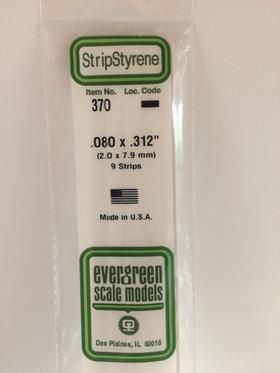 StripStyrene
Item No. Loc. Code
370
.080 x .312"
(2.0 x 7.9 mm)
9 Strips
Made in U.S.A.
evergreen
scale models
Des Plaines, IL 60018